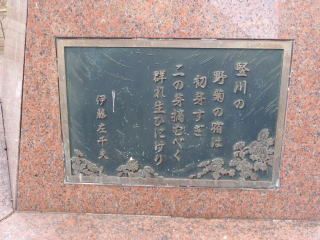 竪川の
野菊の宿は
初芽すぎ
二の芽摘むべく
群れ生ひにけり
伊藤左千夫